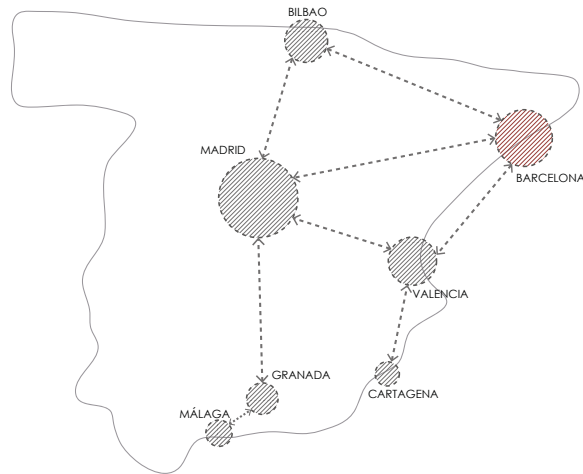 BILBAO
MADRID
BARCELONA
VALENCIA
GRANADA
CARTAGENA
MÁLAGA